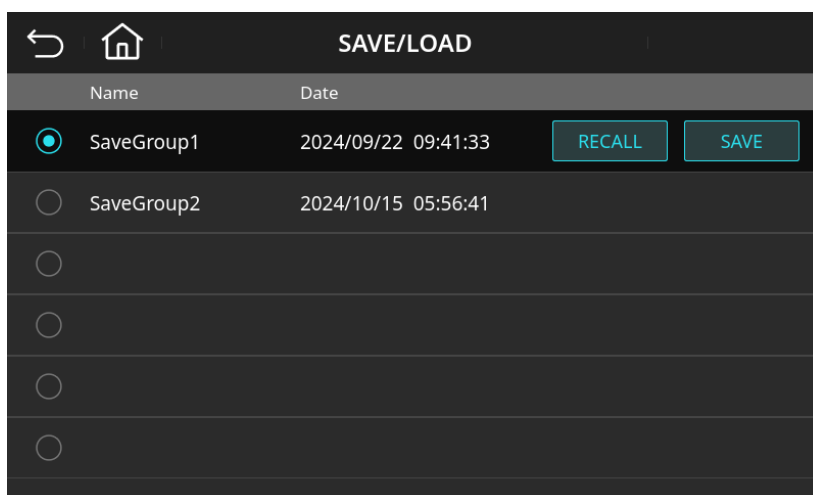 SAVE/LOAD
Name Date
SaveGroup1 2024/09/22 09:41:33 RECALL SAVE
SaveGroup2 2024/10/15 05:56:41